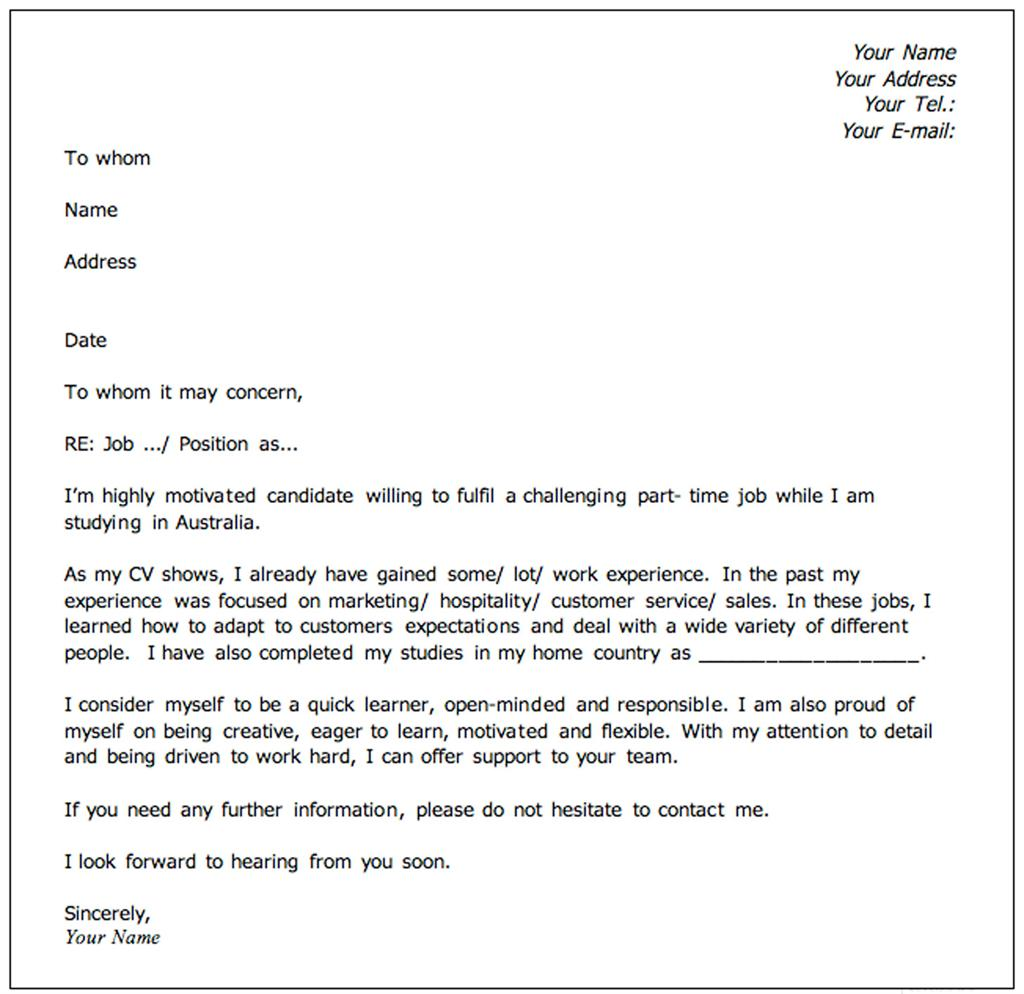 Your Name
Your Address
Your Tel.:
Your E-mail:
To whom
Name
Address
Date
To whom it may concern,
RE: Job .../ Position as...
I'm highly motivated candidate willing to fulfil a challenging part- time job while I am
studying in Australia.
As my CV shows, I already have gained some/ lot/ work experience. In the past my
experience was focused on marketing/ hospitality/ customer service/ sales. In these jobs, I
learned how to adapt to customers expectations and deal with a wide variety of different
people. I have also completed my studies in my home country as ____________________.
I consider myself to be a quick learner, open-minded and responsible. I am also proud of
myself on being creative, eager to learn, motivated and flexible. With my attention to detail
and being driven to work hard, I can offer support to your team.
If you need any further information, please do not hesitate to contact me.
I look forward to hearing from you soon.
Sincerely,
Your Name